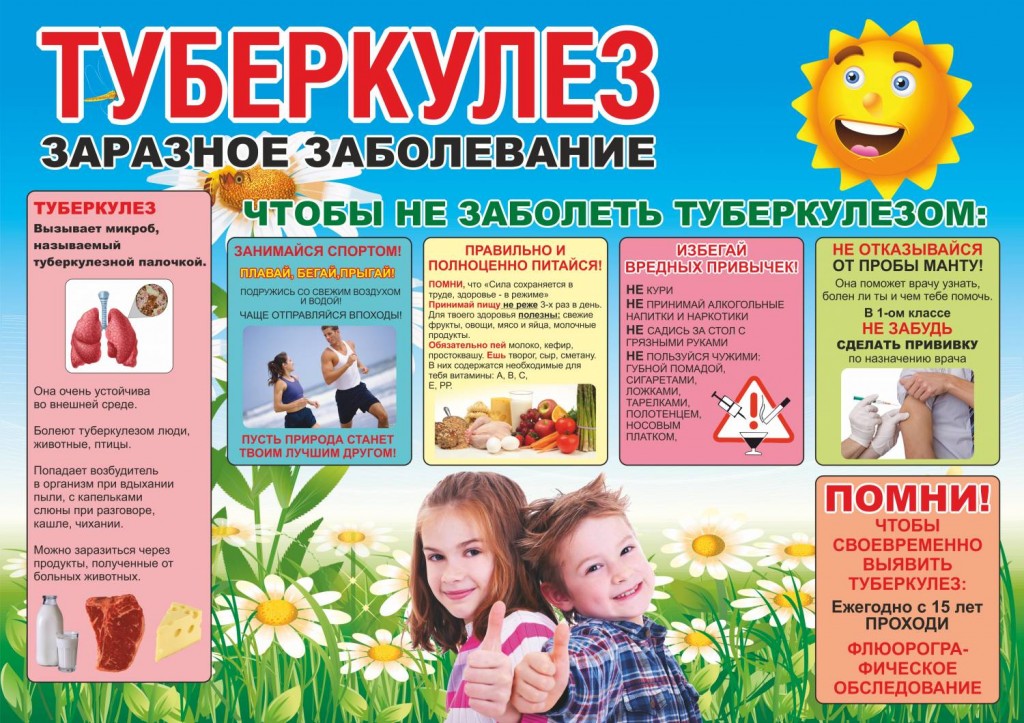 ТУБЕРКУЛЕЗ
ЗАРАЗНОЕ ЗАБОЛЕВАНИЕ
ТУБЕРКУЛЕЗ
Вызывает микроб,
называемый
туберкулезной палочкой.
Она очень устойчива
во внешней среде.
Болеют туберкулезом люди,
животные, птицы.
Попадает возбудитель
в организм при вдыхании
пыли, с капельками
слюны при разговоре,
кашле, чихании.
Можно заразиться через
продукты, полученные от
больных животных.
ЧТОБЫ НЕ ЗАБОЛЕТЬ ТУБЕРКУЛЕЗОМ:
ЗАНИМАЙСЯ СПОРТОМ!
ПЛАВАЙ, БЕГАЙ,ПРЫГАЙ!
ПОДРУЖИСЬ СО СВЕЖИМ ВОЗДУХОМ
И ВОДОЙ!
ЧАЩЕ ОТПРАВЛЯЙСЯ ВПОХОДЫ!
ПУСТЬ ПРИРОДА СТАНЕТ
ТВОИМ ЛУЧШИМ ДРУГОМ!
ПРАВИЛЬНО И
ПОЛНОЦЕННО ПИТАЙСЯ!
ПОМНИ, что «Сила сохраняется в
труде, здоровье - в режиме»
Принимай пищу не реже 3-х раз в день.
Для твоего здоровья полезны: свежие
фрукты, овощи, мясо и яйца, молочные
продукты.
Обязательно пей молоко, кефир,
простоквашу. Ешь творог, сыр, сметану.
В них содержатся необходимые для
тебя витамины: А, В, С,
Е, РР.
ИЗБЕГАЙ
ВРЕДНЫХ ПРИВЫЧЕК!
НЕ КУРИ
НЕ ПРИНИМАЙ АЛКОГОЛЬНЫЕ
НАПИТКИ И НАРКОТИКИ
НЕ САДИСЬ ЗА СТОЛ С
ГРЯЗНЫМИ РУКАМИ
НЕ ПОЛЬЗУЙСЯ ЧУЖИМИ:
ГУБНОЙ ПОМАДОЙ,
СИГАРЕТАМИ,
ЛОЖКАМИ,
ТАРЕЛКАМИ,
ПОЛОТЕНЦЕМ,
НОСОВЫМ
ПЛАТКОМ,
НЕ ОТКАЗЫВАЙСЯ
ОТ ПРОБЫ МАНТУ!
Она поможет врачу узнать,
болен ли ты и чем тебе помочь.
В 1-ом классе
НЕ ЗАБУДЬ
СДЕЛАТЬ ПРИВИВКУ
по назначению врача
ПОМНИ!
ЧТОБЫ
СВОЕВРЕМЕННО
ВЫЯВИТЬ
ТУБЕРКУЛЕЗ:
Ежегодно с 15 лет
ПРОХОДИ
ФЛЮОРОГРА-
ФИЧЕСКОЕ
ОБСЛЕДОВАНИЕ